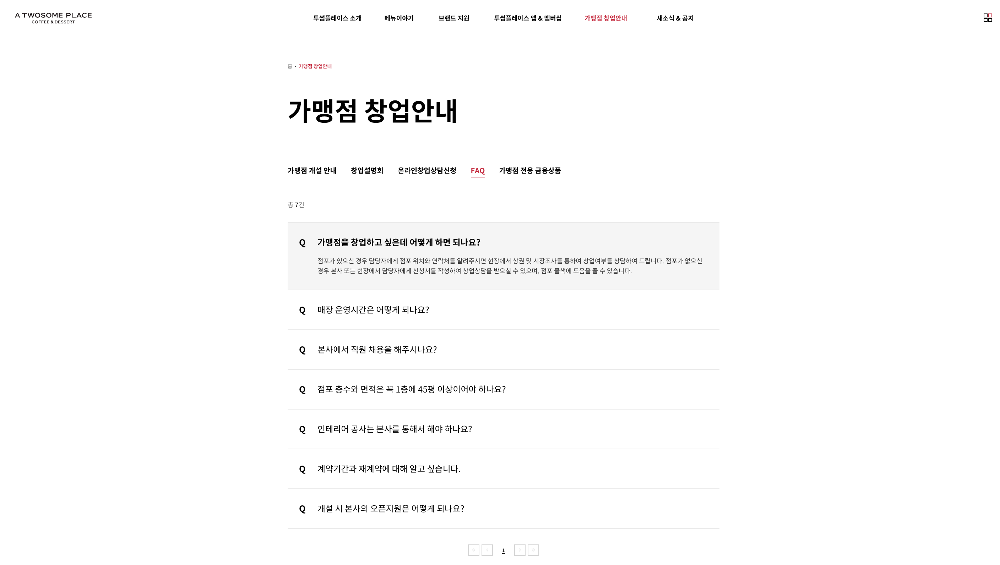 A TWOSOME PLACE
COFFEE & DESSERT
투썸플레이스 소개 메뉴이야기 브랜드 지원 투썸플레이스 앱 & 멤버십 가맹점 창업안내 새소식 & 공지
홈 - 가맹점 창업안내
가맹점 창업안내
가맹점 개설 안내 창업설명회 온라인창업상담신청 FAQ 가맹점 전용 금융상품
총 7건
Q 가맹점을 창업하고 싶은데 어떻게 하면 되나요?
점포가 있으신 경우 담당자에게 점포 위치와 연락처를 알려주시면 현장에서 상권 및 시장조사를 통하여 창업여부를 상담하여 드립니다. 점포가 없으신
경우 본사 또는 현장에서 담당자에게 신청서를 작성하여 창업상담을 받으실 수 있으며, 점포 물색에 도움을 줄 수 있습니다.
Q 매장 운영시간은 어떻게 되나요?
Q 본사에서 직원 채용을 해주시나요?
Q 점포 층수와 면적은 꼭 1층에 45평 이상이어야 하나요?
Q 인테리어 공사는 본사를 통해서 해야 하나요?
Q 계약기간과 재계약에 대해 알고 싶습니다.
Q 개설 시 본사의 오픈지원은 어떻게 되나요?
1